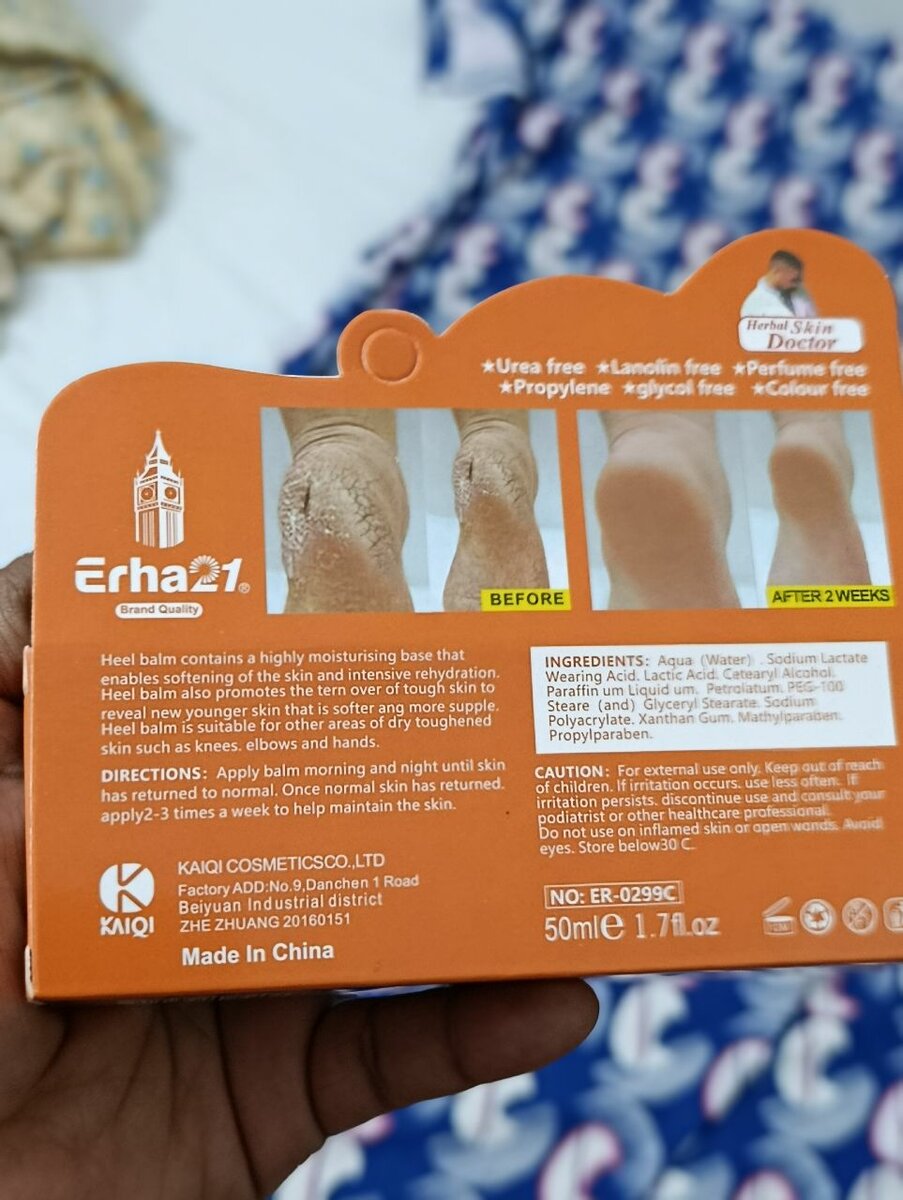 Herbal Skin
Doctor
★Urea free ★Lanolin free ★Perfume free
★Propylene ★glycol free ★Colour free
Erha21®
Brand Quality
BEFORE
AFTER 2 WEEKS
Heel balm contains a highly moisturising base that
enables softening of the skin and intensive rehydration.
Heel balm also promotes the tern over of tough skin to
reveal new younger skin that is softer ang more supple.
Heel balm is suitable for other areas of dry toughened
skin such as knees. elbows and hands.
DIRECTIONS: Apply balm morning and night until skin
has returned to normal. Once normal skin has returned.
apply2-3 times a week to help maintain the skin.
INGREDIENTS: Aqua (Water) . Sodium Lactate
Wearing Acid. Lactic Acid. Cetearyl Alcohol.
Paraffin um Liquid um. Petrolatum. PEG-100
Steare (and) Glyceryl Stearate. Sodium
Polyacrylate. Xanthan Gum. Mathylparaben.
Propylparaben.
CAUTION: For external use only. Keep out of reach
of children. If irritation occurs. use less often. If
irritation persists. discontinue use and consult your
podiatrist or other healthcare professional.
Do not use on inflamed skin or open wands. Avoid
eyes. Store below30 C.
KAIQI
KAIQI COSMETICSCO.,LTD
Factory ADD:No.9,Danchen 1 Road
Beiyuan Industrial district
ZHE ZHUANG 20160151
Made In China
NO: ER-0299C
50ml e 1.7fl.oz